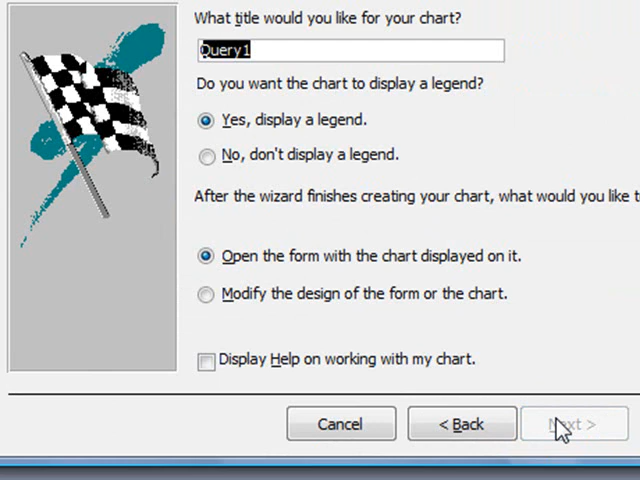 What title would you like for your chart?
Query1
Do you want the chart to display a legend?
Yes, display a legend.
No, don't display a legend.
After the wizard finishes creating your chart, what would you like
Open the form with the chart displayed on it.
Modify the design of the form or the chart.
Display Help on working with my chart.
Cancel
< Back
Next >